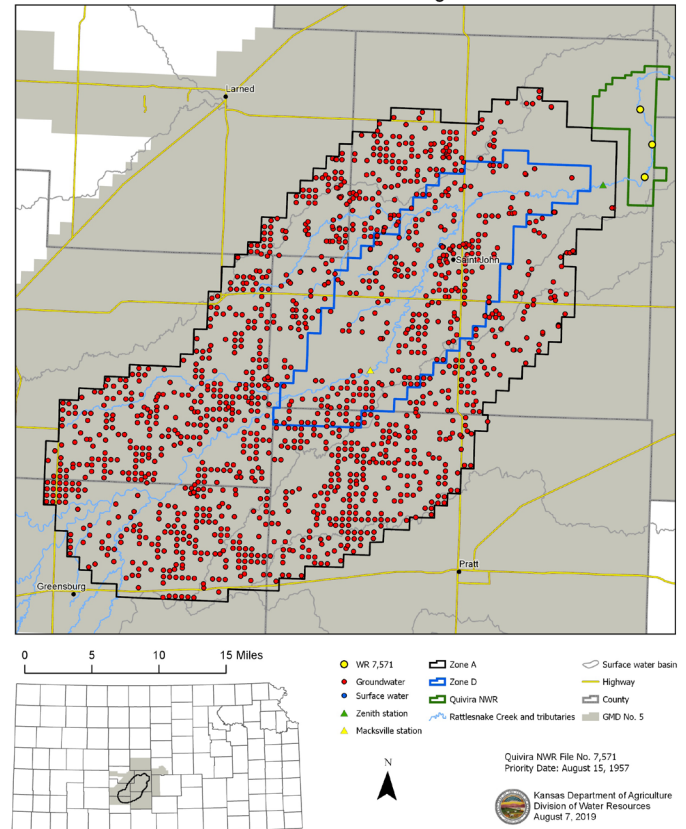 Larned
Saint John
Pratt
Greensburg
0 5 10 15 Miles
WR 7,571
Groundwater
Surface water
Zenith station
Macksville station
Zone A
Zone D
Quivira NWR
Rattlesnake Creek and tributaries
Surface water basin
Highway
County
GMD No. 5
N
Quivira NWR File No. 7,571
Priority Date: August 15, 1957
Kansas Department of Agriculture
Division of Water Resources
August 7, 2019